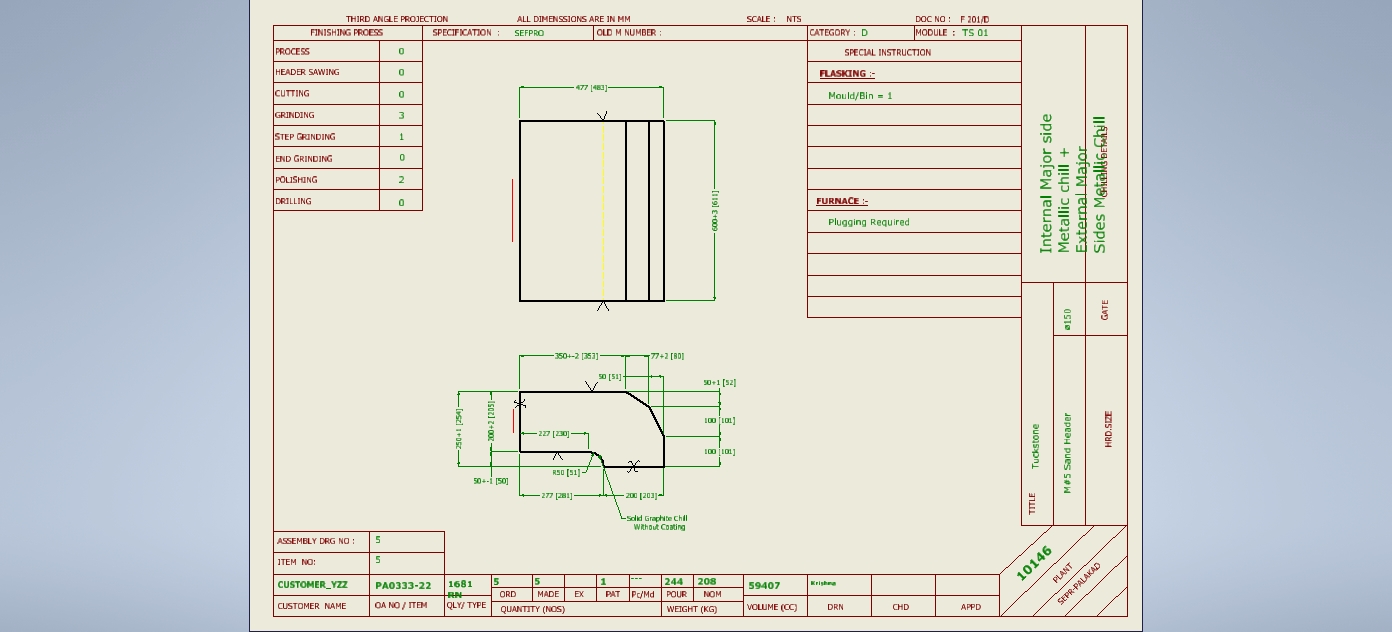 THIRD ANGLE PROJECTION
ALL DIMENSSIONS ARE IN MM
SCALE : NTS
DOC NO : F 201/D
FINISHING PROESS
SPECIFICATION : SEFPRO
OLD M NUMBER :
CATEGORY : D
MODULE : TS 01
PROCESS 0
HEADER SAWING 0
CUTTING 0
GRINDING 3
STEP GRINDING 1
END GRINDING 0
POLISHING 2
DRILLING 0
SPECIAL INSTRUCTION
FLASKING :-
Mould/Bin = 1
FURNACE :-
Plugging Required
477 [483]
600+3 [611]
350+-2 [353]
77+2 [80]
50 [51]
50+1 [52]
100 [101]
100 [101]
250+1 [254]
200+2 [205]
227 [230]
R50 [51]
50+-1 [50]
277 [281]
200 [203]
Solid Graphite Chill
Without Coating
Internal Major side
Metallic chill +
External Major
Sides Metallic Chill
ø150
GATE
TITLE
Tuckstone
M#5 Sand Header
HRD.SIZE
ASSEMBLY DRG NO : 5
ITEM NO: 5
CUSTOMER_YZZ
PA0333-22
1681
RN
5
5
1
---
244
208
59407
Krishna
ORD
MADE
EX
PAT
Pc/Md
POUR
NOM
CUSTOMER NAME
OA NO / ITEM
QLY/ TYPE
QUANTITY (NOS)
WEIGHT (KG)
VOLUME (CC)
DRN
CHD
APPD
10146
PLANT
SEPR-PALAKAD